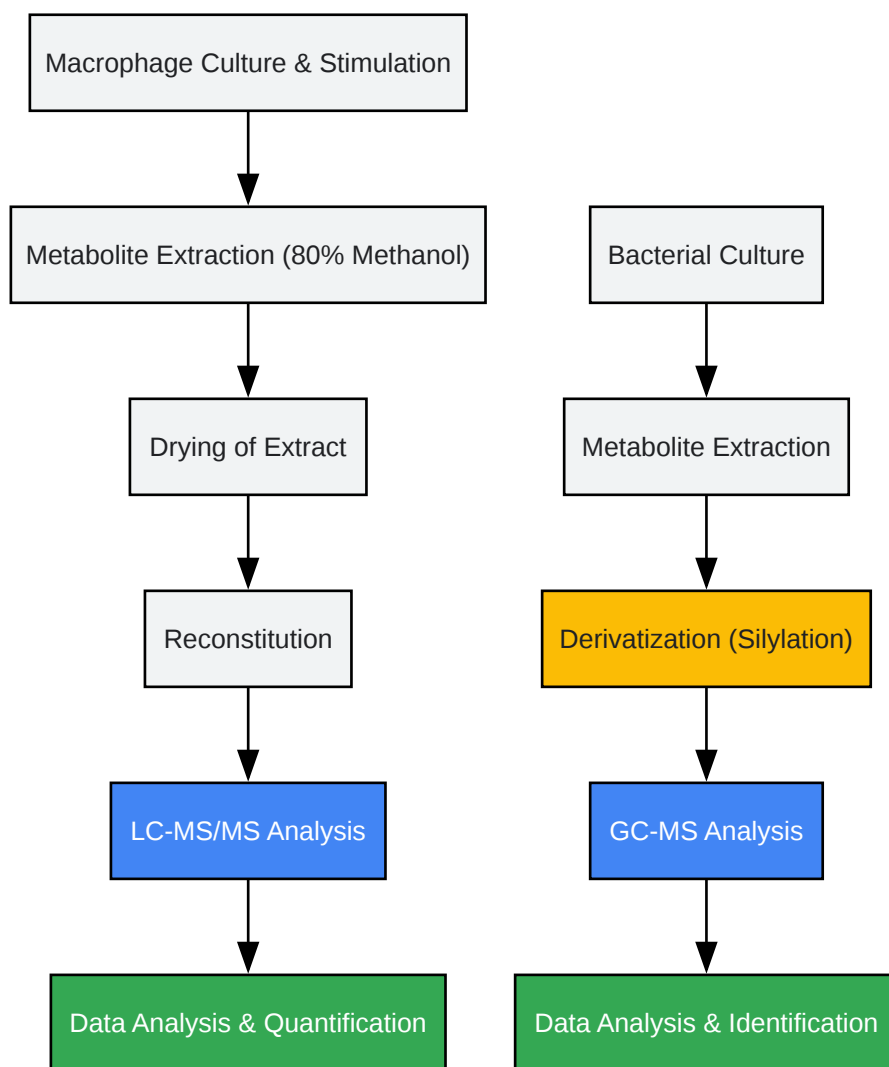 Macrophage Culture & Stimulation
Metabolite Extraction (80% Methanol)
Drying of Extract
Reconstitution
LC-MS/MS Analysis
Data Analysis & Quantification
Bacterial Culture
Metabolite Extraction
Derivatization (Silylation)
GC-MS Analysis
Data Analysis & Identification